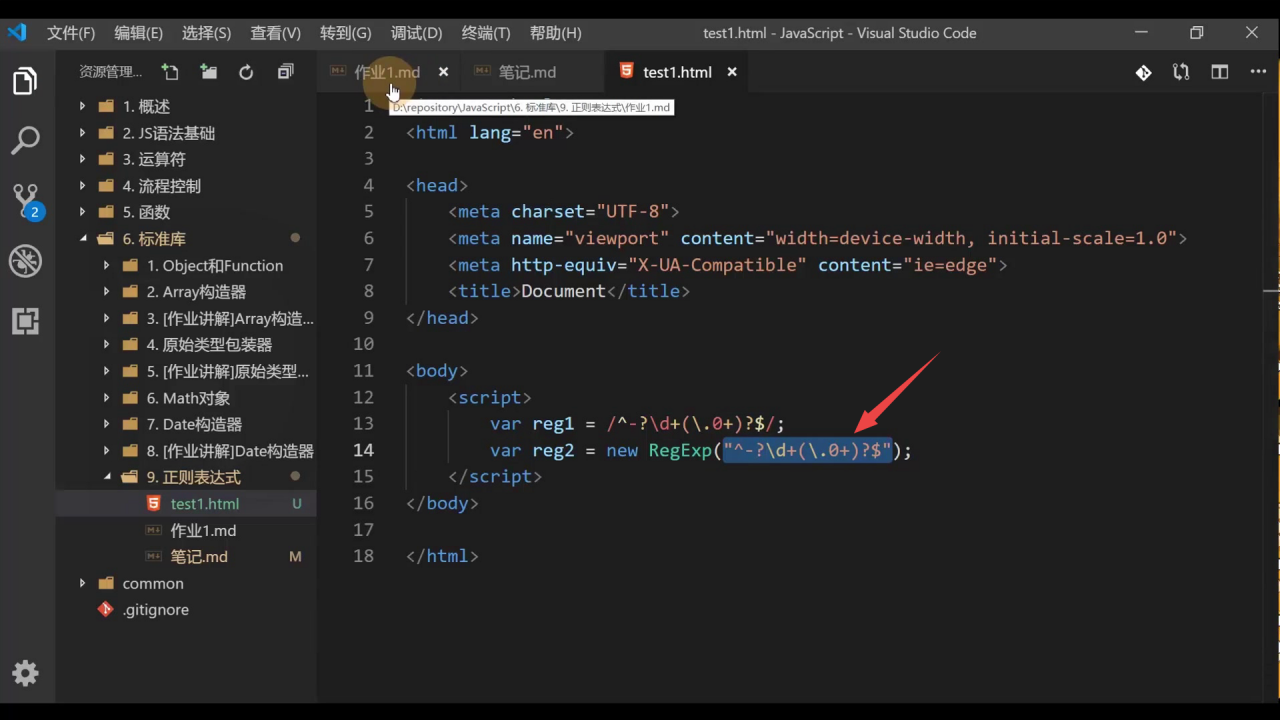 文件(F) 编辑(E) 选择(S) 查看(V) 转到(G) 调试(D) 终端(T) 帮助(H) test1.html - JavaScript - Visual Studio Code
资源管理...
作业1.md 笔记.md test1.html
D:\repository\JavaScript\6. 标准库\9. 正则表达式\作业1.md
1. 概述
2. JS语法基础
3. 运算符
4. 流程控制
5. 函数
6. 标准库
1. Object和Function
2. Array构造器
3. [作业讲解]Array构造...
4. 原始类型包装器
5. [作业讲解]原始类型...
6. Math对象
7. Date构造器
8. [作业讲解]Date构造器
9. 正则表达式
test1.html U
作业1.md
笔记.md M
common
.gitignore
2
1
2 <html lang="en">
3
4 <head>
5 <meta charset="UTF-8">
6 <meta name="viewport" content="width=device-width, initial-scale=1.0">
7 <meta http-equiv="X-UA-Compatible" content="ie=edge">
8 <title>Document</title>
9 </head>
10
11 <body>
12 <script>
13 var reg1 = /^-?\d+(\.0+)?$/;
14 var reg2 = new RegExp("^-?\d+(\.0+)?$");
15 </script>
16 </body>
17
18 </html>